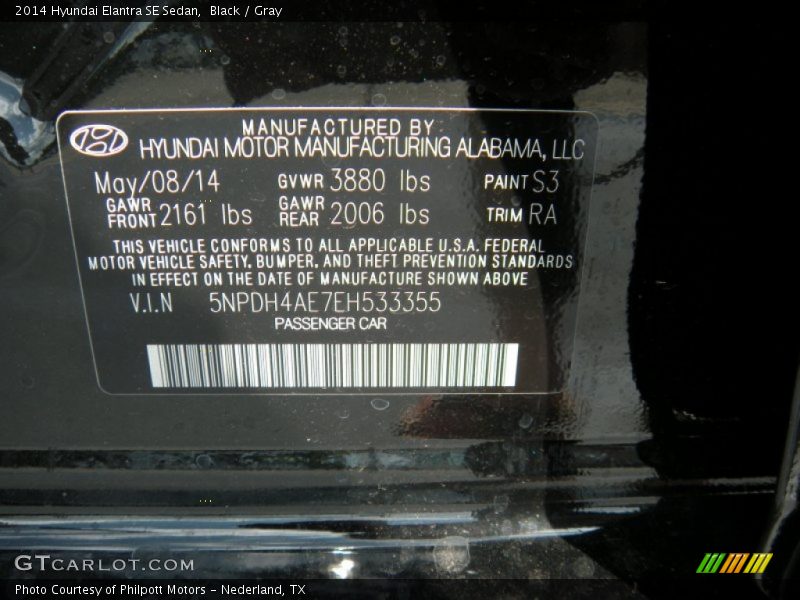 2014 Hyundai Elantra SE Sedan,  Black / Gray
MANUFACTURED BY
HYUNDAI MOTOR MANUFACTURING ALABAMA, LLC
May/08/14 GVWR 3880 lbs PAINT S3
GAWR FRONT 2161 lbs GAWR REAR 2006 lbs TRIM RA
THIS VEHICLE CONFORMS TO ALL APPLICABLE U.S.A. FEDERAL
MOTOR VEHICLE SAFETY, BUMPER, AND THEFT PREVENTION STANDARDS
IN EFFECT ON THE DATE OF MANUFACTURE SHOWN ABOVE
V.I.N 5NPDH4AE7EH533355
PASSENGER CAR
GTCARLOT.COM
Photo Courtesy of Philpott Motors - Nederland, TX